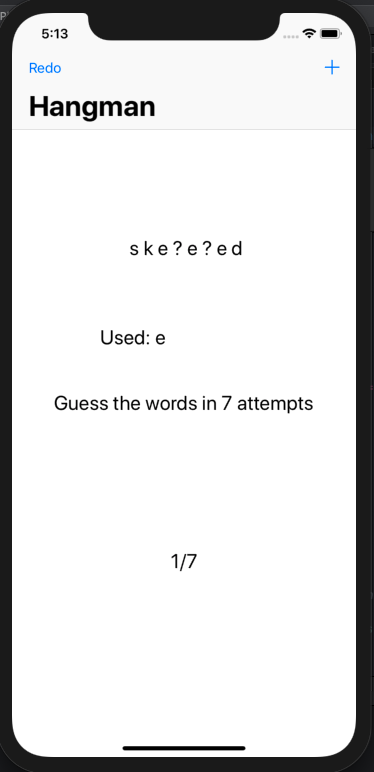 5:13
Redo +
Hangman
s k e ? e ? e d
Used: e
Guess the words in 7 attempts
1/7